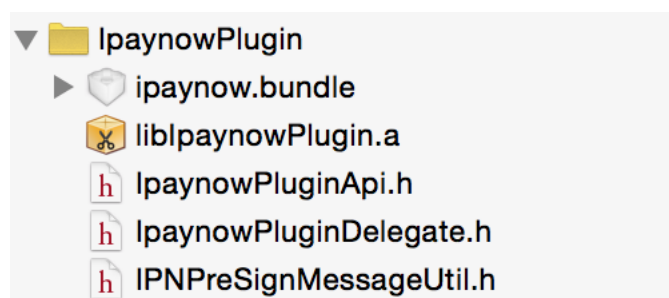 IpaynowPlugin
ipaynow.bundle
libIpaynowPlugin.a
h IpaynowPluginApi.h
h IpaynowPluginDelegate.h
h IPNPreSignMessageUtil.h